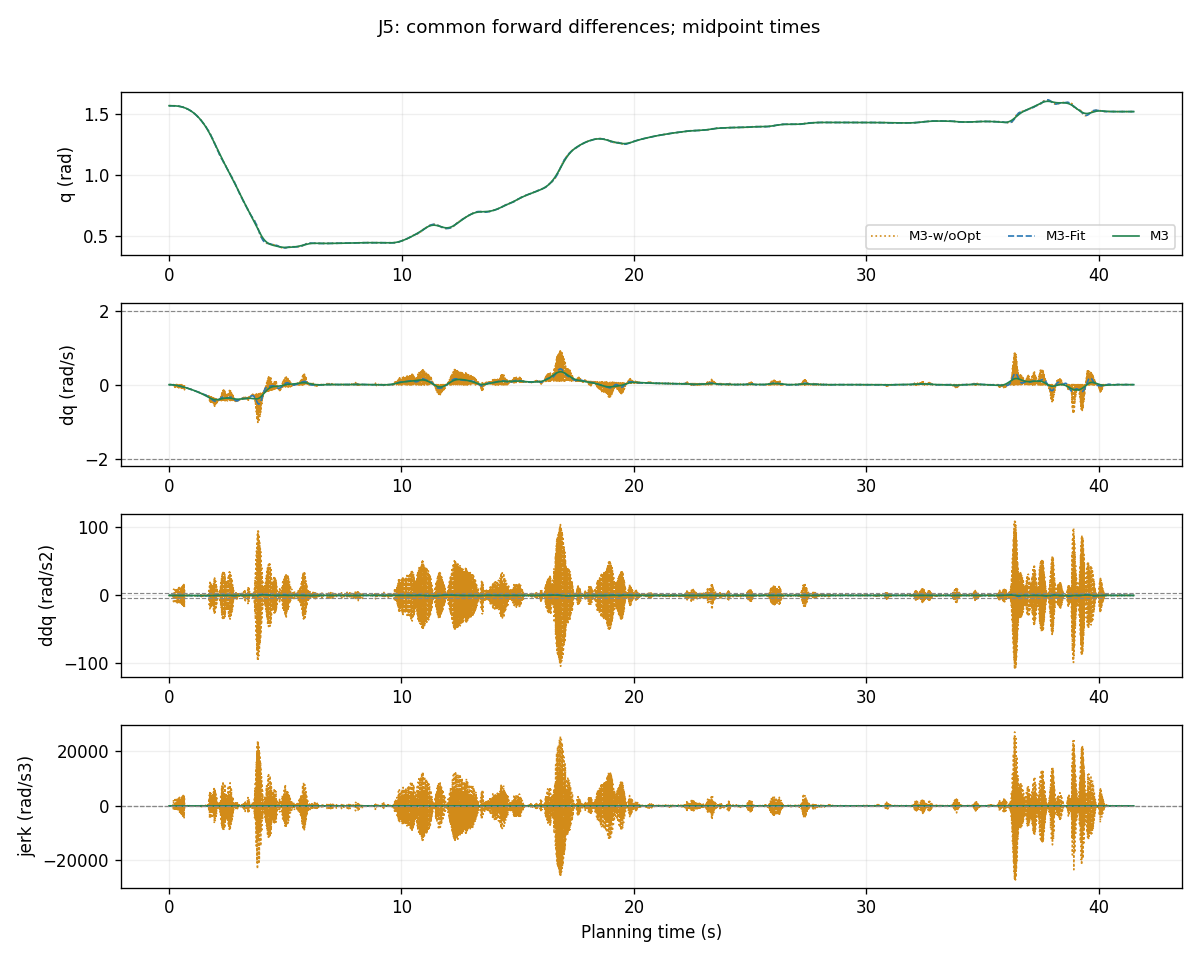 J5: common forward differences; midpoint times
q (rad)
1.5
1.0
0.5
M3-w/oOpt M3-Fit M3
0 10 20 30 40
dq (rad/s)
2
0
−2
0 10 20 30 40
ddq (rad/s2)
100
0
−100
0 10 20 30 40
jerk (rad/s3)
20000
0
−20000
0 10 20 30 40
Planning time (s)